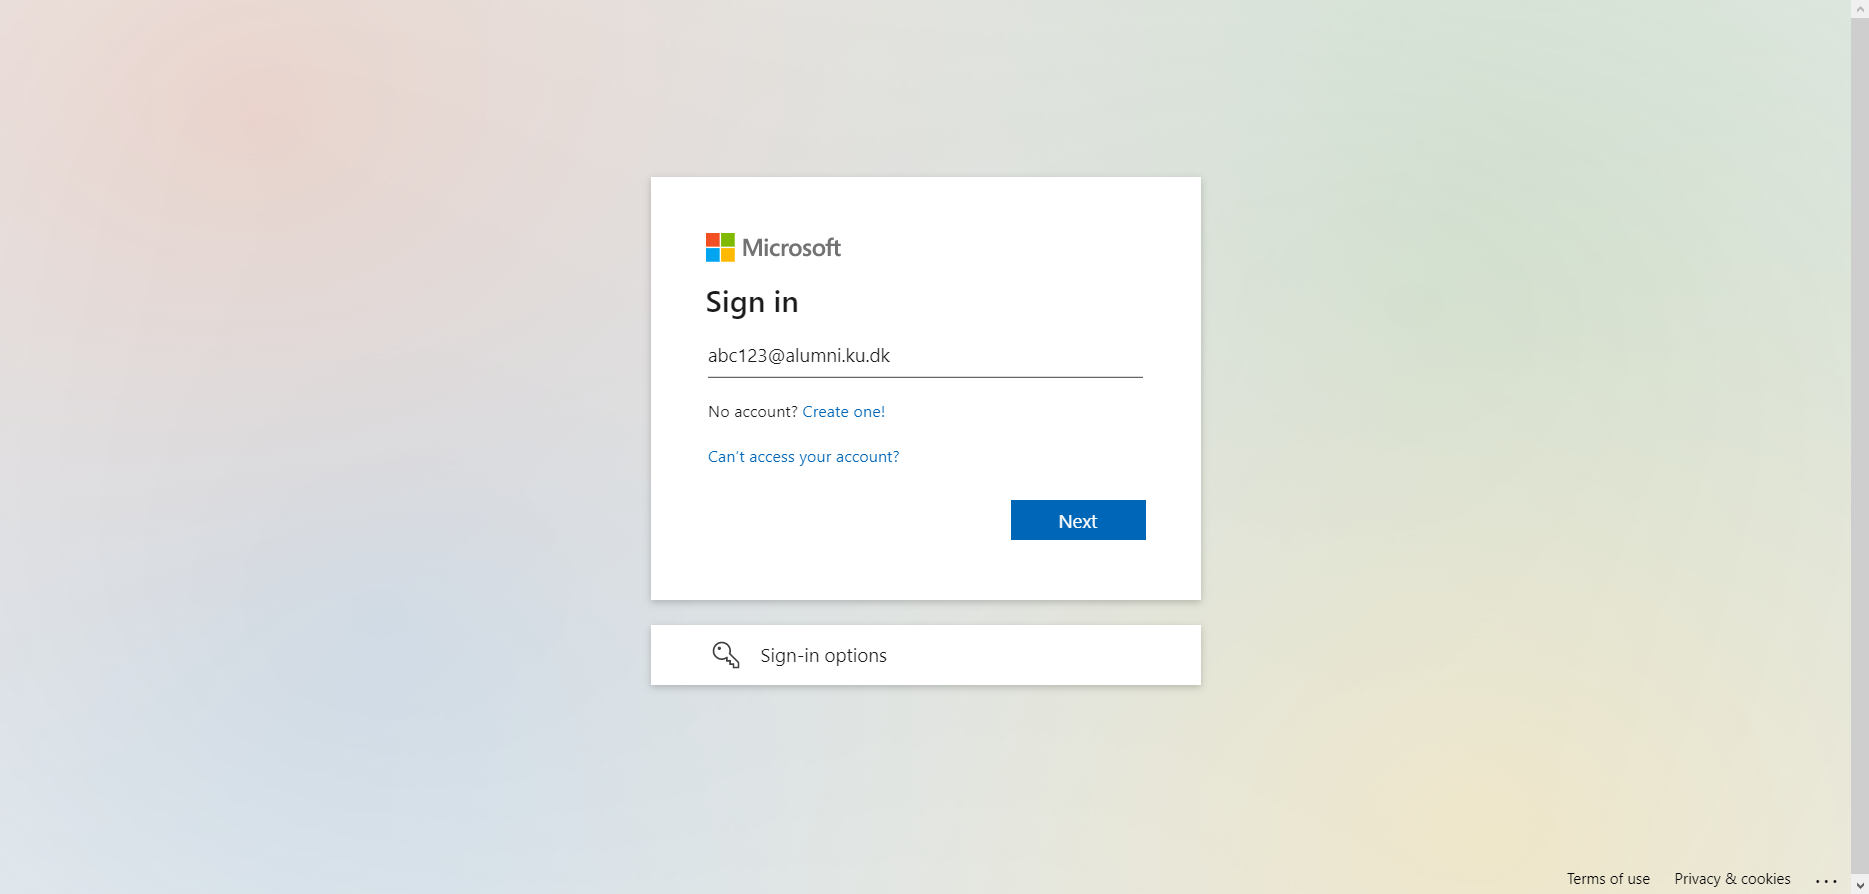 Microsoft
Sign in
abc123@alumni.ku.dk
No account? Create one!
Can't access your account?
Next
Sign-in options
Terms of use Privacy & cookies ...